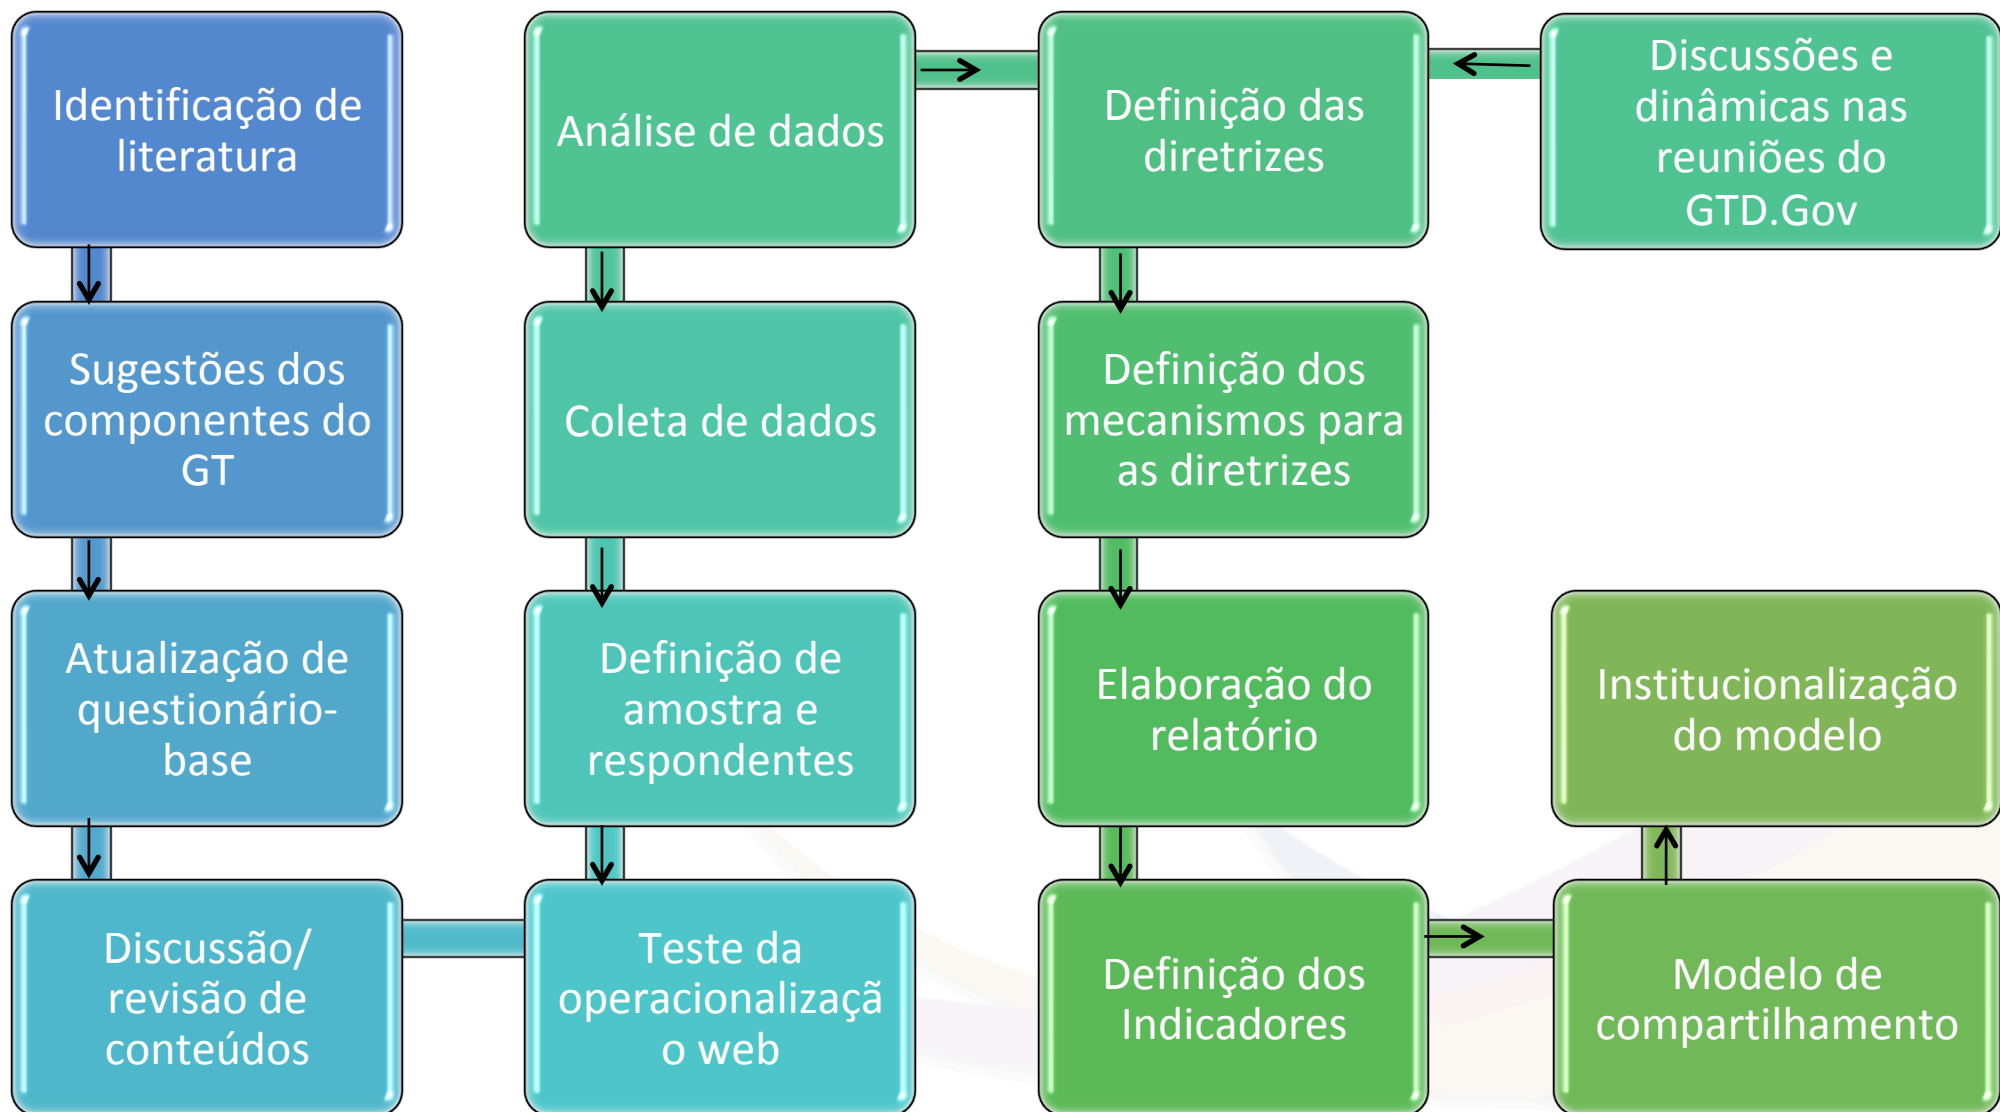 Identificação de
literatura
Sugestões dos
componentes do
GT
Atualização de
questionário-
base
Discussão/
revisão de
conteúdos
Análise de dados
Coleta de dados
Definição de
amostra e
respondentes
Teste da
operacionalizaçã
o web
Definição das
diretrizes
Definição dos
mecanismos para
as diretrizes
Elaboração do
relatório
Definição dos
Indicadores
Discussões e
dinâmicas nas
reuniões do
GTD.Gov
Institucionalização
do modelo
Modelo de
compartilhamento